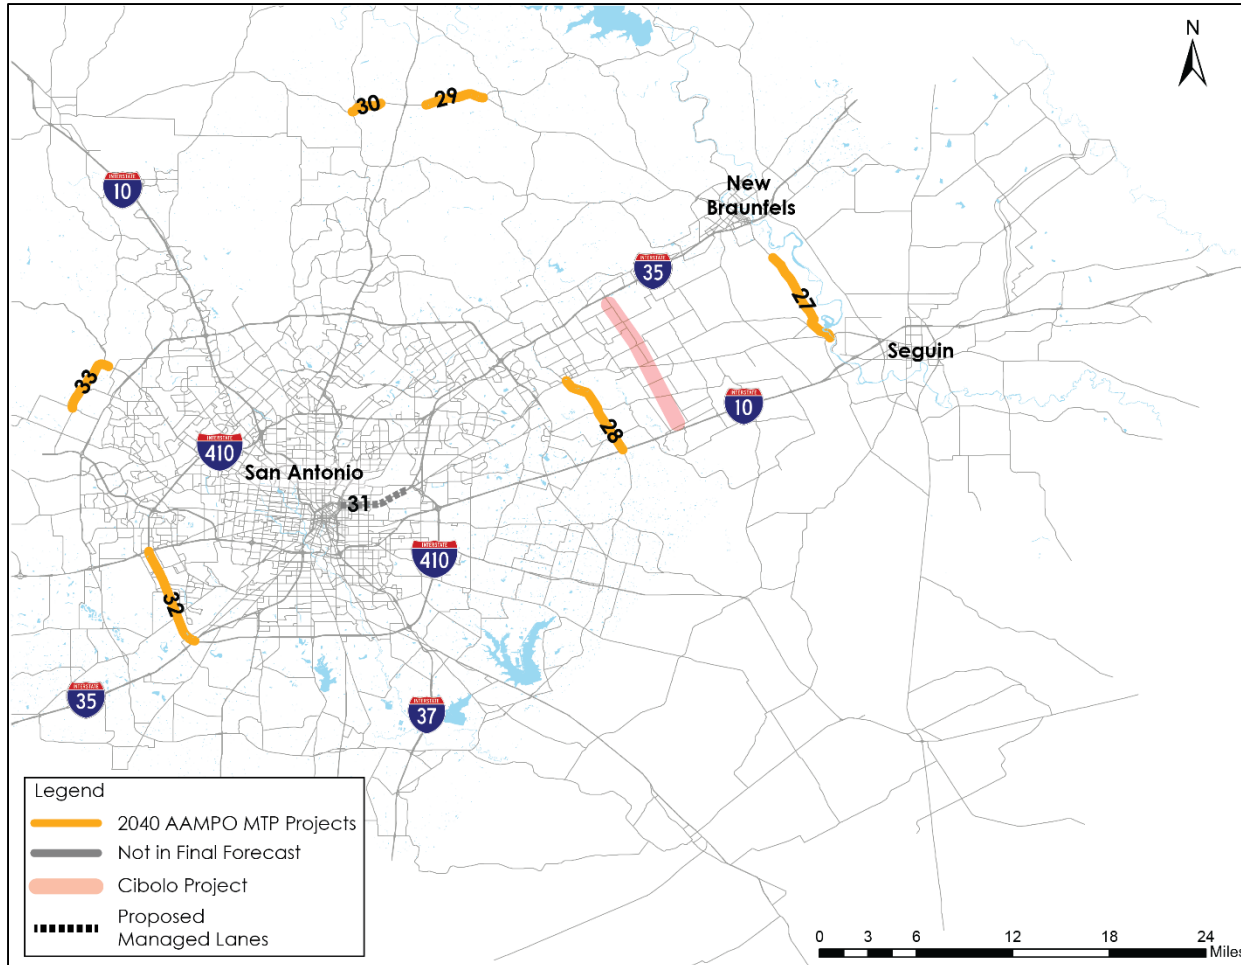 N
30
29
INTERSTATE
10
New
Braunfels
INTERSTATE
35
27
Seguin
33
INTERSTATE
10
28
INTERSTATE
410
San Antonio
31
INTERSTATE
410
32
INTERSTATE
35
INTERSTATE
37
Legend
2040 AAMPO MTP Projects
Not in Final Forecast
Cibolo Project
Proposed
Managed Lanes
0 3 6 12 18 24
Miles